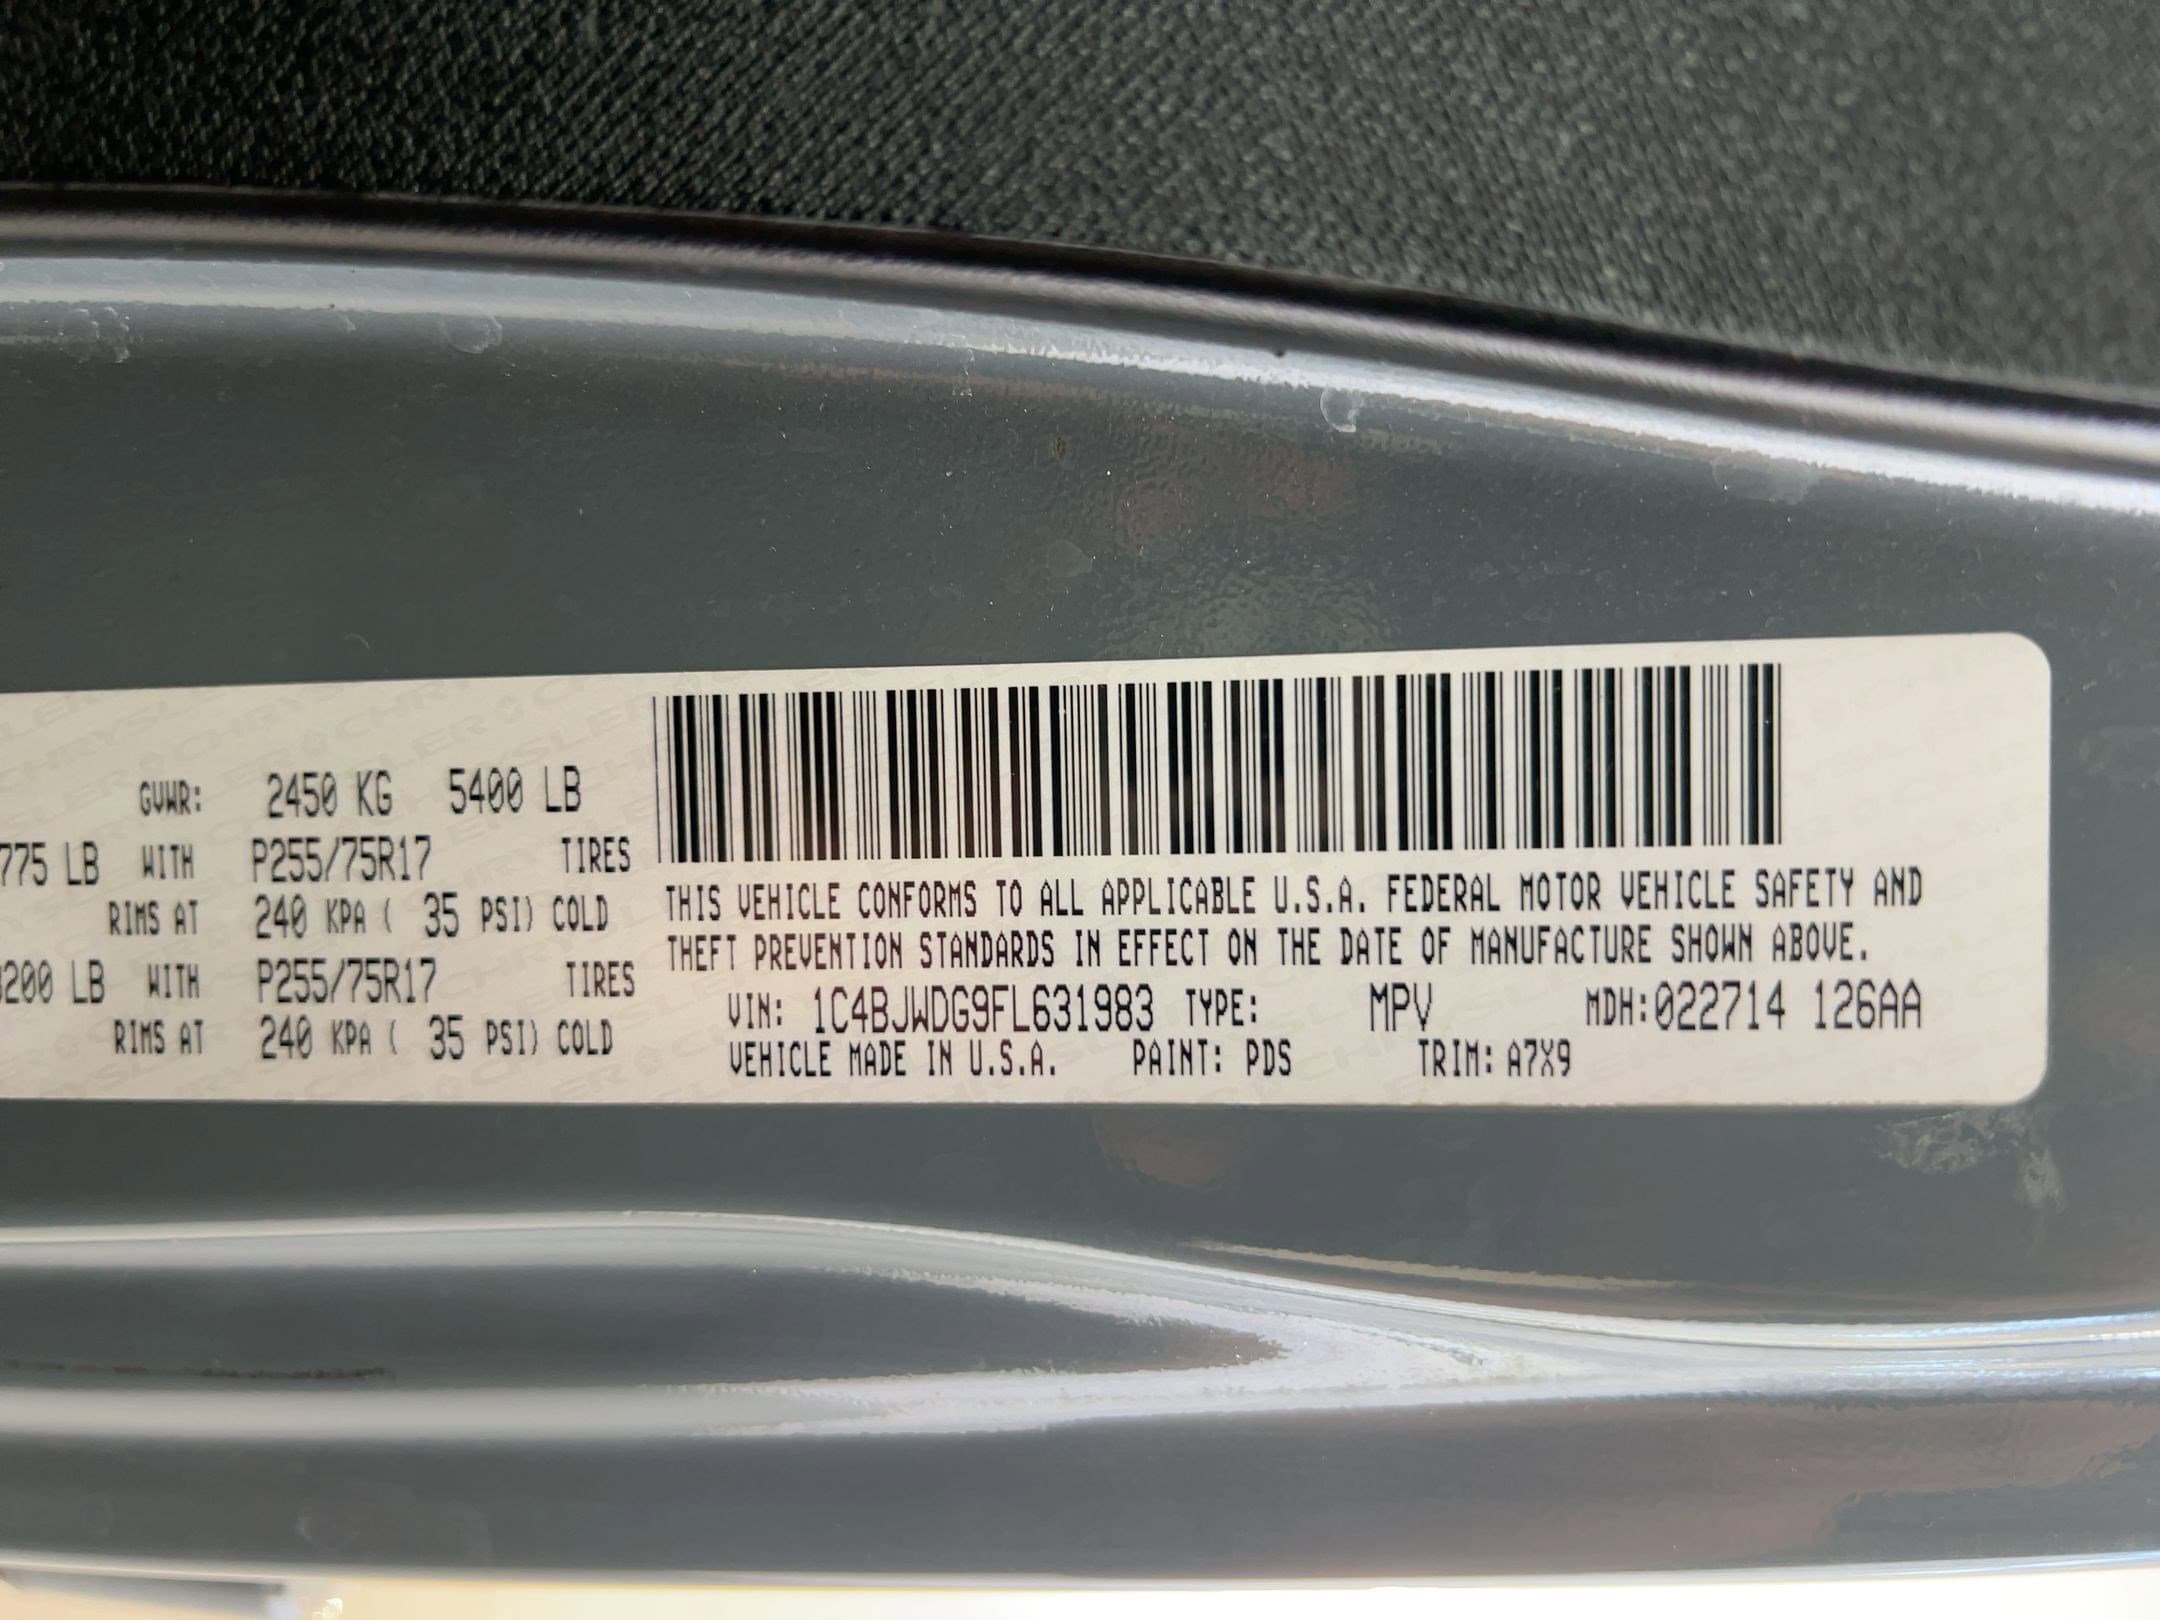 GVWR: 2450 KG 5400 LB
775 LB WITH P255/75R17 TIRES
RIMS AT 240 KPA ( 35 PSI) COLD
200 LB WITH P255/75R17 TIRES
RIMS AT 240 KPA ( 35 PSI) COLD
THIS VEHICLE CONFORMS TO ALL APPLICABLE U.S.A. FEDERAL MOTOR VEHICLE SAFETY AND
THEFT PREVENTION STANDARDS IN EFFECT ON THE DATE OF MANUFACTURE SHOWN ABOVE.
VIN: 1C4BJWDG9FL631983 TYPE: MPV MDH:022714 126AA
VEHICLE MADE IN U.S.A. PAINT: PDS TRIM: A7X9